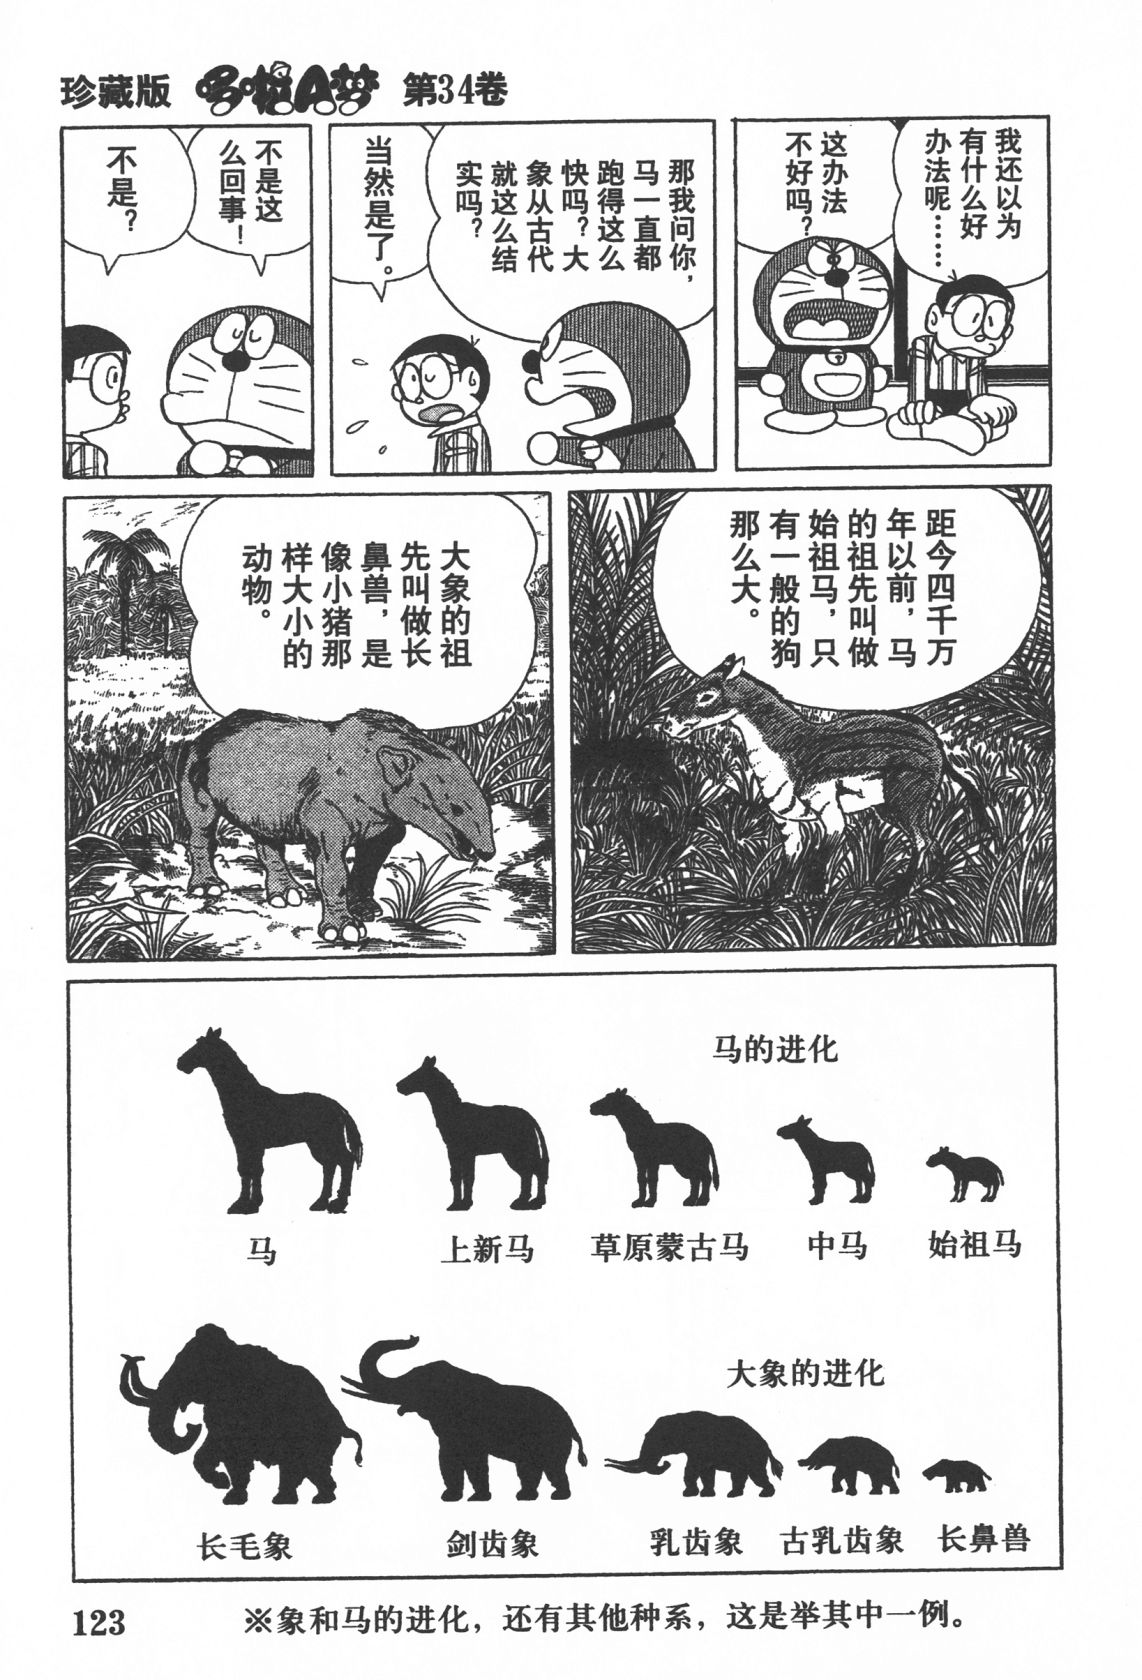 珍藏版 哆啦A梦 第34卷
我还以为
有什么好
办法呢……
这办法
不好吗？
那我问你，
马一直都
跑得这么
快吗？大
象从古代
就这么结
实吗？
当然是了。
不是这
么回事！
不是？
距今四千万
年以前，马
的祖先叫做
始祖马，只
有一般的狗
那么大。
大象的祖
先叫做长
鼻兽，是
像小猪那
样大小的
动物。
马的进化
马 上新马 草原蒙古马 中马 始祖马
大象的进化
长毛象 剑齿象 乳齿象 古乳齿象 长鼻兽
123 ※象和马的进化，还有其他种系，这是举其中一例。